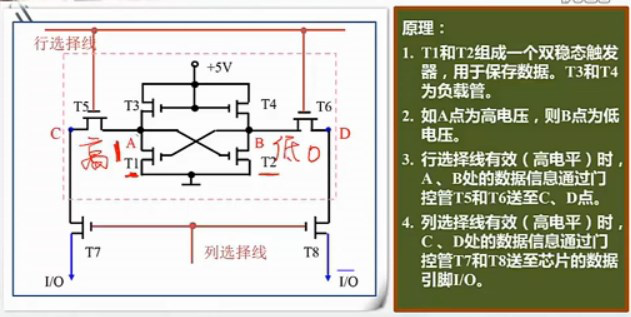 行选择线
+5V
T5
T3
T4
T6
C
A
B
D
高1
T1
T2
低0
T7
列选择线
T8
I/O
I/O
原理：
1. T1和T2组成一个双稳态触发
器，用于保存数据。T3和T4
为负载管。
2. 如A点为高电压，则B点为低
电压。
3. 行选择线有效（高电平）时，
A 、B处的数据信息通过门
控管T5和T6送至C、D点。
4. 列选择线有效（高电平）时，
C 、D处的数据信息通过门
控管T7和T8送至芯片的数据
引脚I/O。